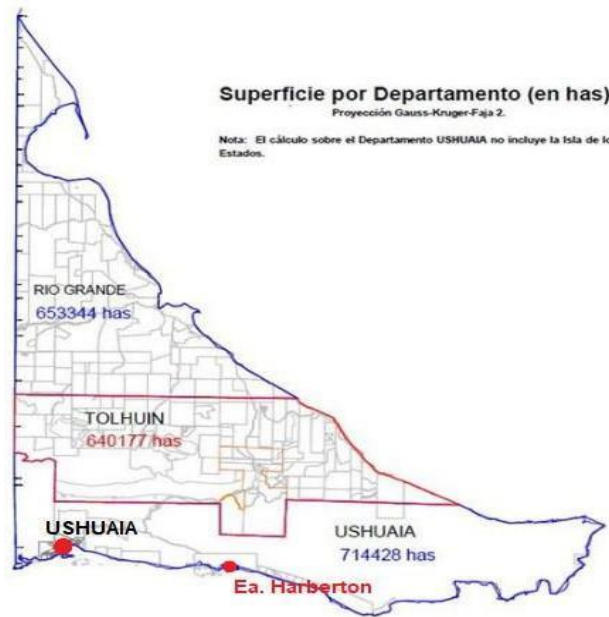 Superficie por Departamento (en has)
Proyección Gauss-Kruger-Faja 2.
Nota: El cálculo sobre el Departamento USHUAIA no incluye la Isla de lo
Estados.
RIO GRANDE
653344 has
TOLHUIN
640177 has
USHUAIA
USHUAIA
714428 has
Ea. Harberton